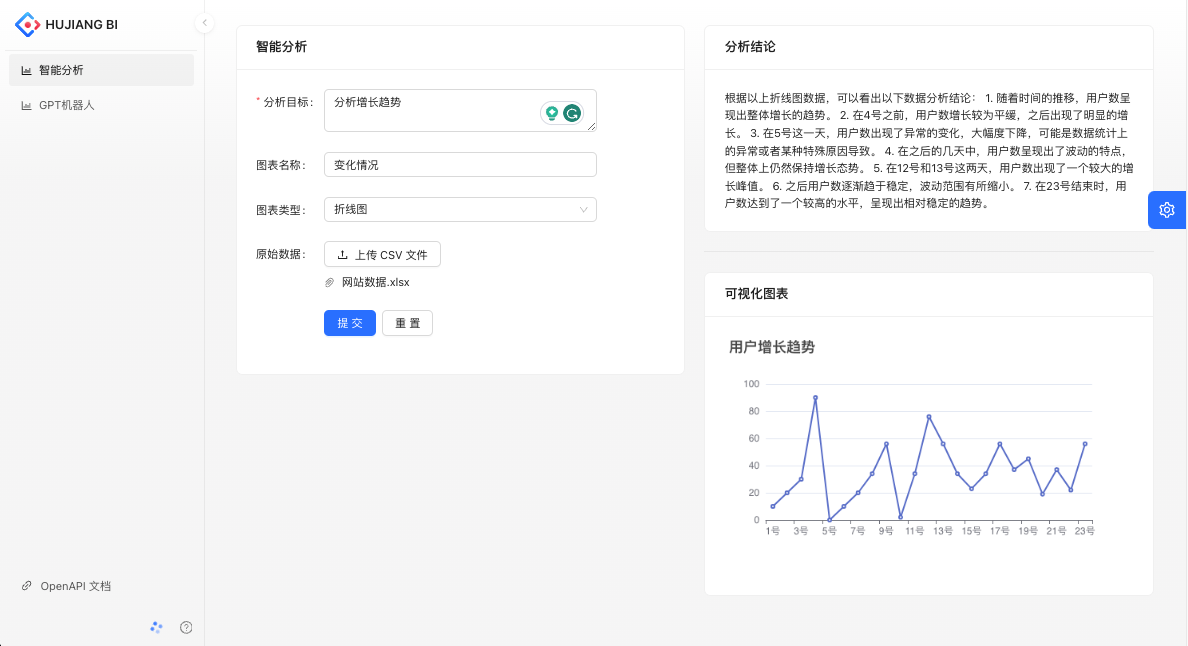 HUJIANG BI
智能分析
GPT机器人
OpenAPI 文档
智能分析
* 分析目标：
分析增长趋势
图表名称：
变化情况
图表类型：
折线图
原始数据：
上传 CSV 文件
网站数据.xlsx
提 交
重 置
分析结论
根据以上折线图数据，可以看出以下数据分析结论： 1. 随着时间的推移，用户数呈
现出整体增长的趋势。 2. 在4号之前，用户数增长较为平缓，之后出现了明显的增
长。 3. 在5号这一天，用户数出现了异常的变化，大幅度下降，可能是数据统计上
的异常或者某种特殊原因导致。 4. 在之后的几天中，用户数呈现出了波动的特点，
但整体上仍然保持增长态势。 5. 在12号和13号这两天，用户数出现了一个较大的增
长峰值。 6. 之后用户数逐渐趋于稳定，波动范围有所缩小。 7. 在23号结束时，用
户数达到了一个较高的水平，呈现出相对稳定的趋势。
可视化图表
用户增长趋势
100
80
60
40
20
0
1号 3号 5号 7号 9号 11号 13号 15号 17号 19号 21号 23号